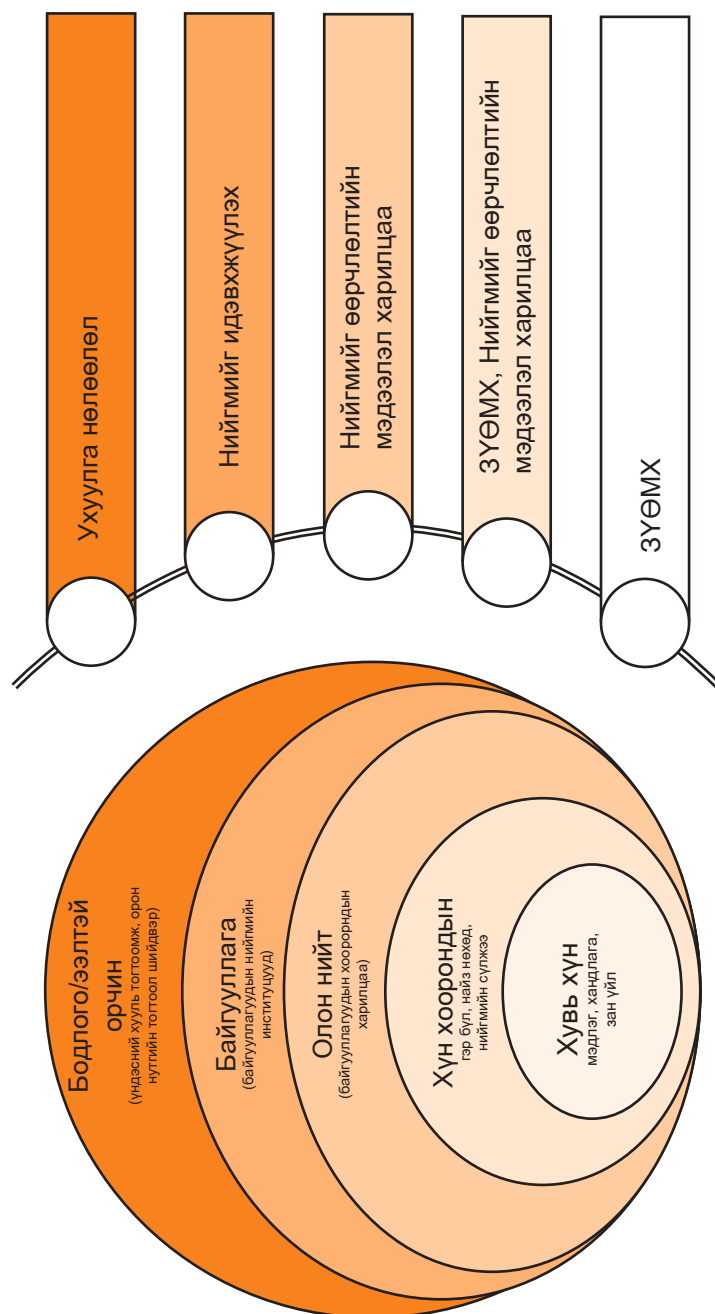 Бодлого/ээлтэй
орчин
(үндэсний хууль тогтоомж, орон
нутгийн тогтоол шийдвэр)
Байгууллага
(байгууллагуудын нийгмийн
институцууд)
Олон нийт
(байгууллагуудын хоорорндын
харилцаа)
Хүн хоорондын
гэр бүл, найз нөхөд,
нийгмийн сүлжээ
Хувь хүн
мэдлэг, хандлага,
зан үйл
Ухуулга нөлөөлөл
Нийгмийг идэвхжүүлэх
Нийгмийг өөрчлөлтийн
мэдээлэл харилцаа
ЗҮӨМХ, Нийгмийг өөрчлөлтийн
мэдээлэл харилцаа
ЗҮӨМХ